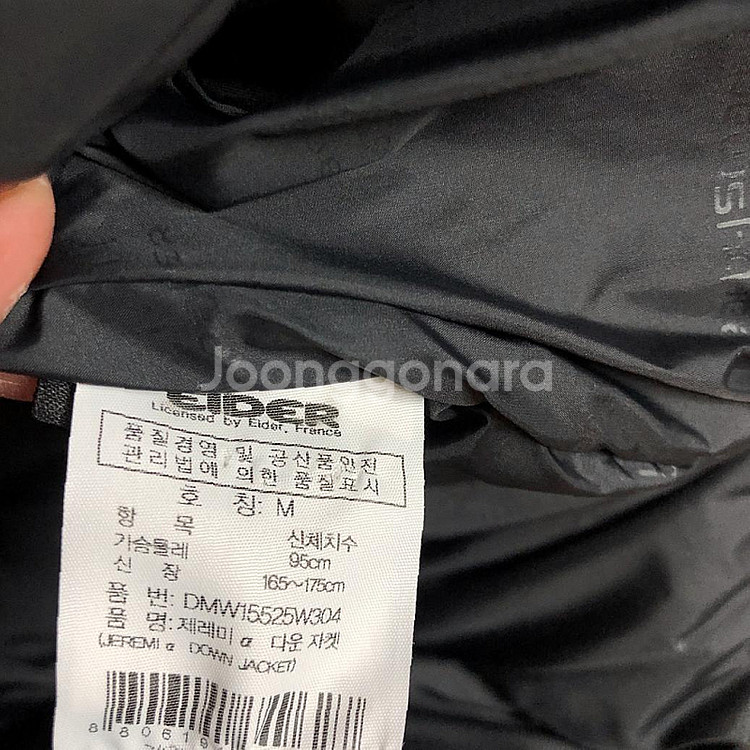 Joonggonara
EIDER
Licensed by Eider, France
품질경영 및 공산품안전
관리법에 의한 품질표시
호 칭: M
항 목 신체치수
가슴둘레 95cm
신 장 165~175cm
품 번: DMW15525W304
품 명: 제레미 α 다운자켓
(JEREMI α DOWN JACKET)